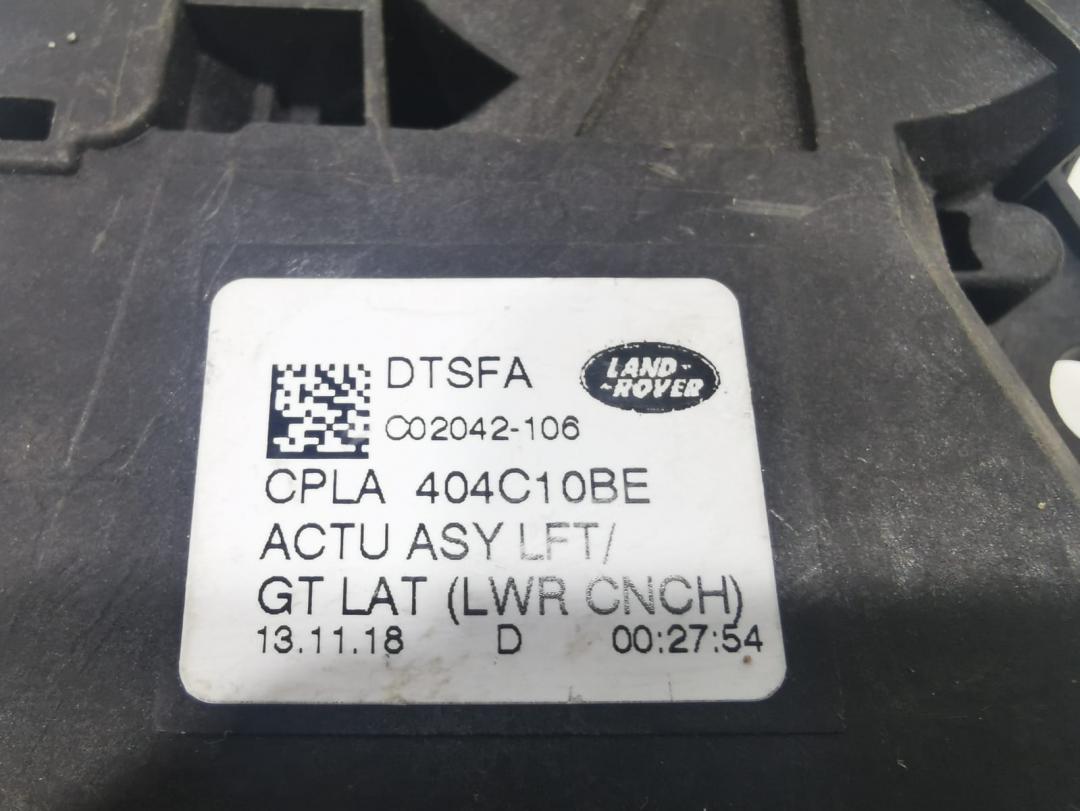 DTSFA
LAND
ROVER
C02042-106
CPLA 404C10BE
ACTU ASY LFT/
GT LAT (LWR CNCH)
13.11.18 D 00:27:54